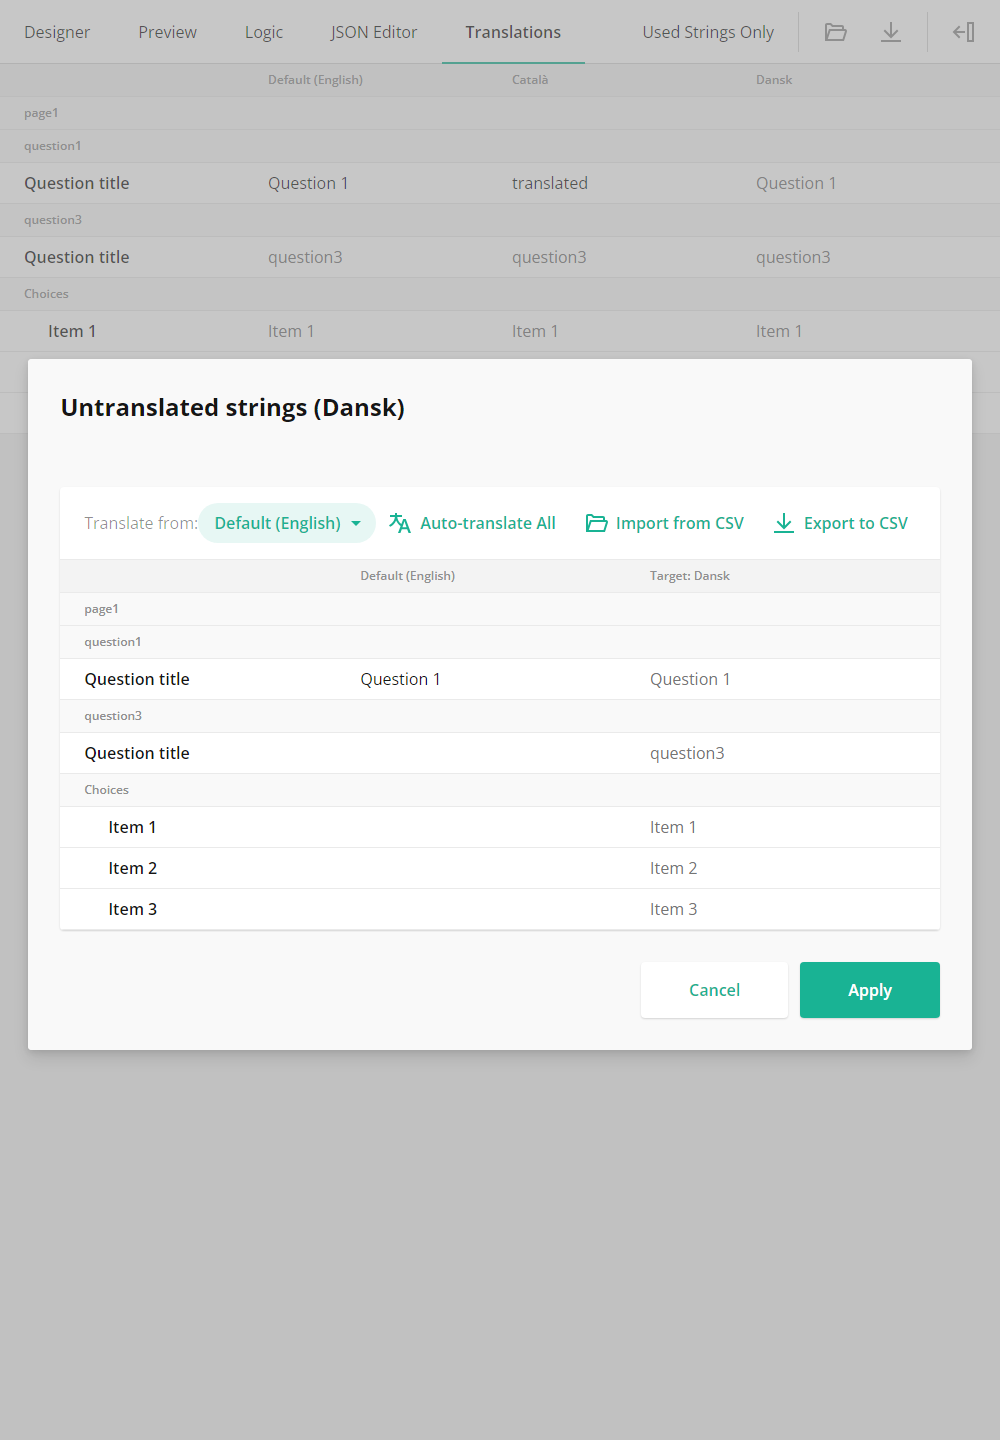 Designer Preview Logic JSON Editor Translations Used Strings Only
Default (English) Català Dansk
page1
question1
Question title Question 1 translated Question 1
question3
Question title question3 question3 question3
Choices
Item 1 Item 1 Item 1 Item 1
Untranslated strings (Dansk)
Translate from: Default (English) Auto-translate All Import from CSV Export to CSV
Default (English) Target: Dansk
page1
question1
Question title Question 1 Question 1
question3
Question title question3
Choices
Item 1 Item 1
Item 2 Item 2
Item 3 Item 3
Cancel Apply